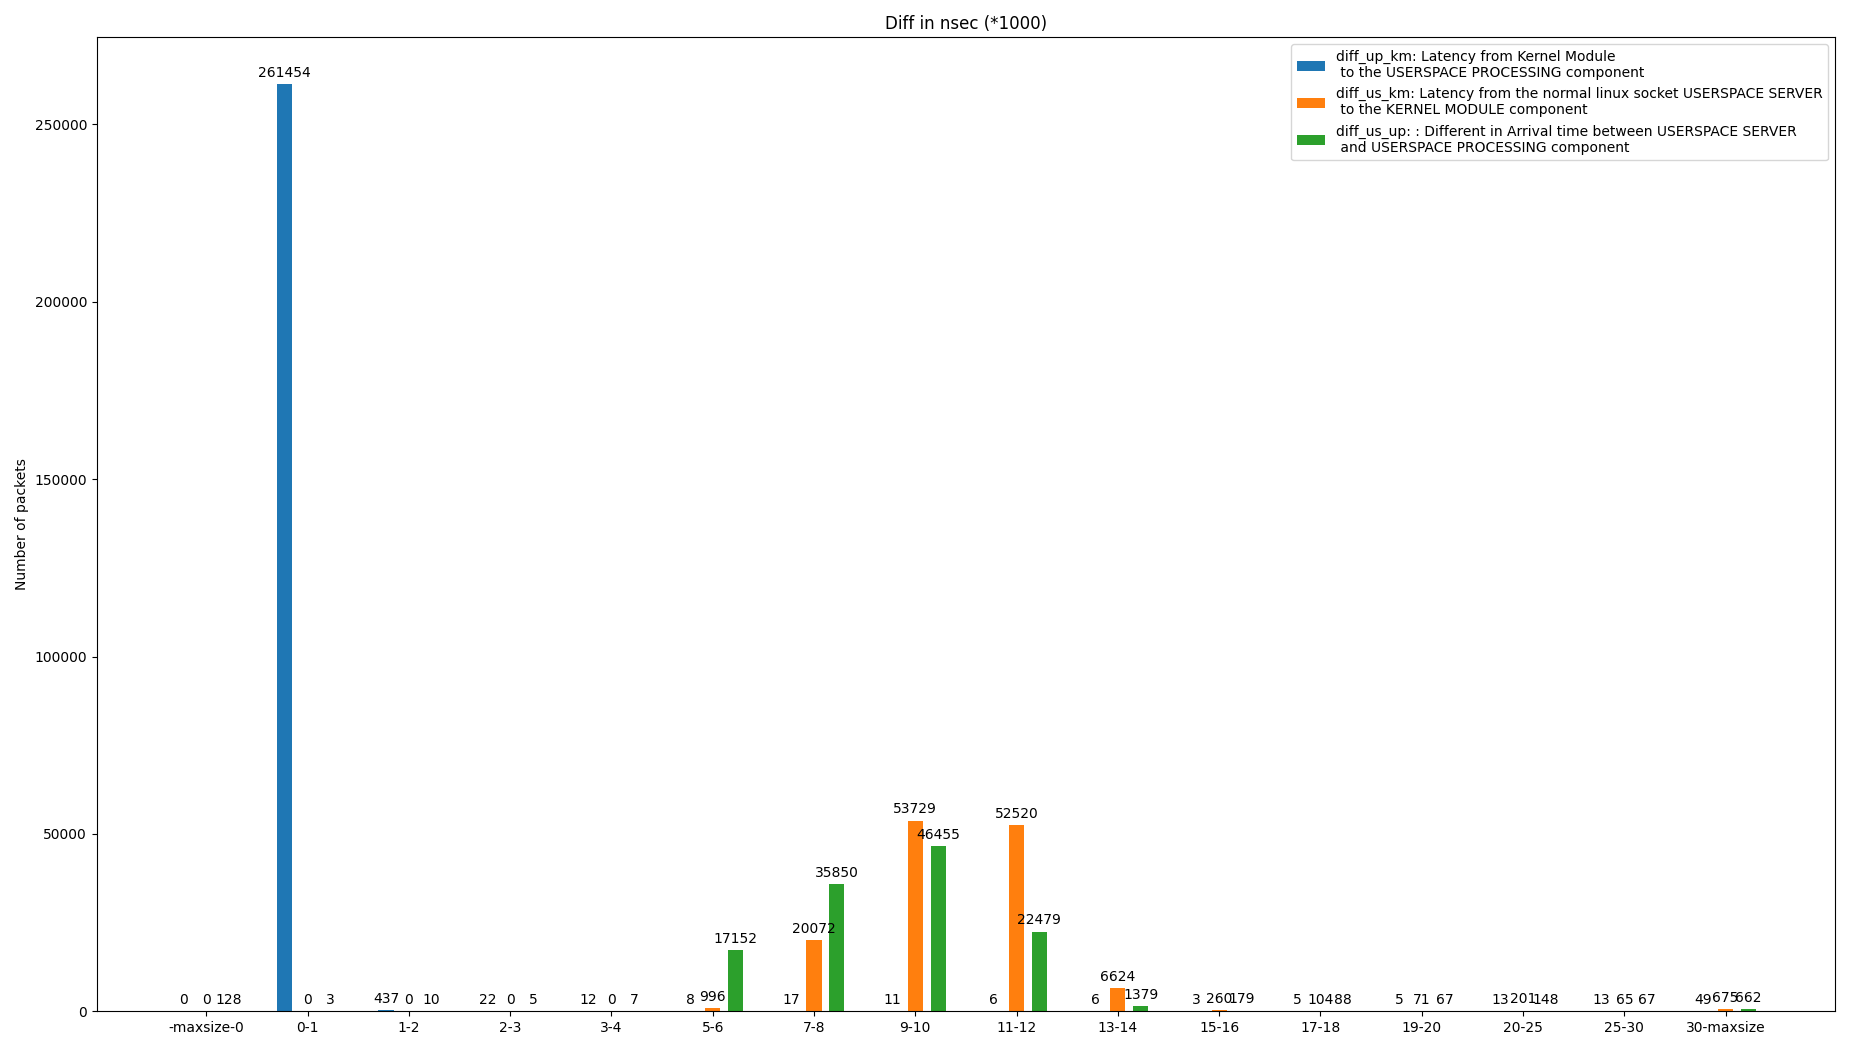 Diff in nsec (*1000)
diff_up_km: Latency from Kernel Module
to the USERSPACE PROCESSING component
diff_us_km: Latency from the normal linux socket USERSPACE SERVER
to the KERNEL MODULE component
diff_us_up: : Different in Arrival time between USERSPACE SERVER
and USERSPACE PROCESSING component
Number of packets
250000
200000
150000
100000
50000
0
261454
53729
52520
46455
35850
22479
20072
17152
6624
0 0 128
0 3
437 0 10
22 0 5
12 0 7
8 996
17
11
6
6 1379
3 260 179
5 104 88
5 71 67
13 201 148
13 65 67
49 675 662
-maxsize-0 0-1 1-2 2-3 3-4 5-6 7-8 9-10 11-12 13-14 15-16 17-18 19-20 20-25 25-30 30-maxsize